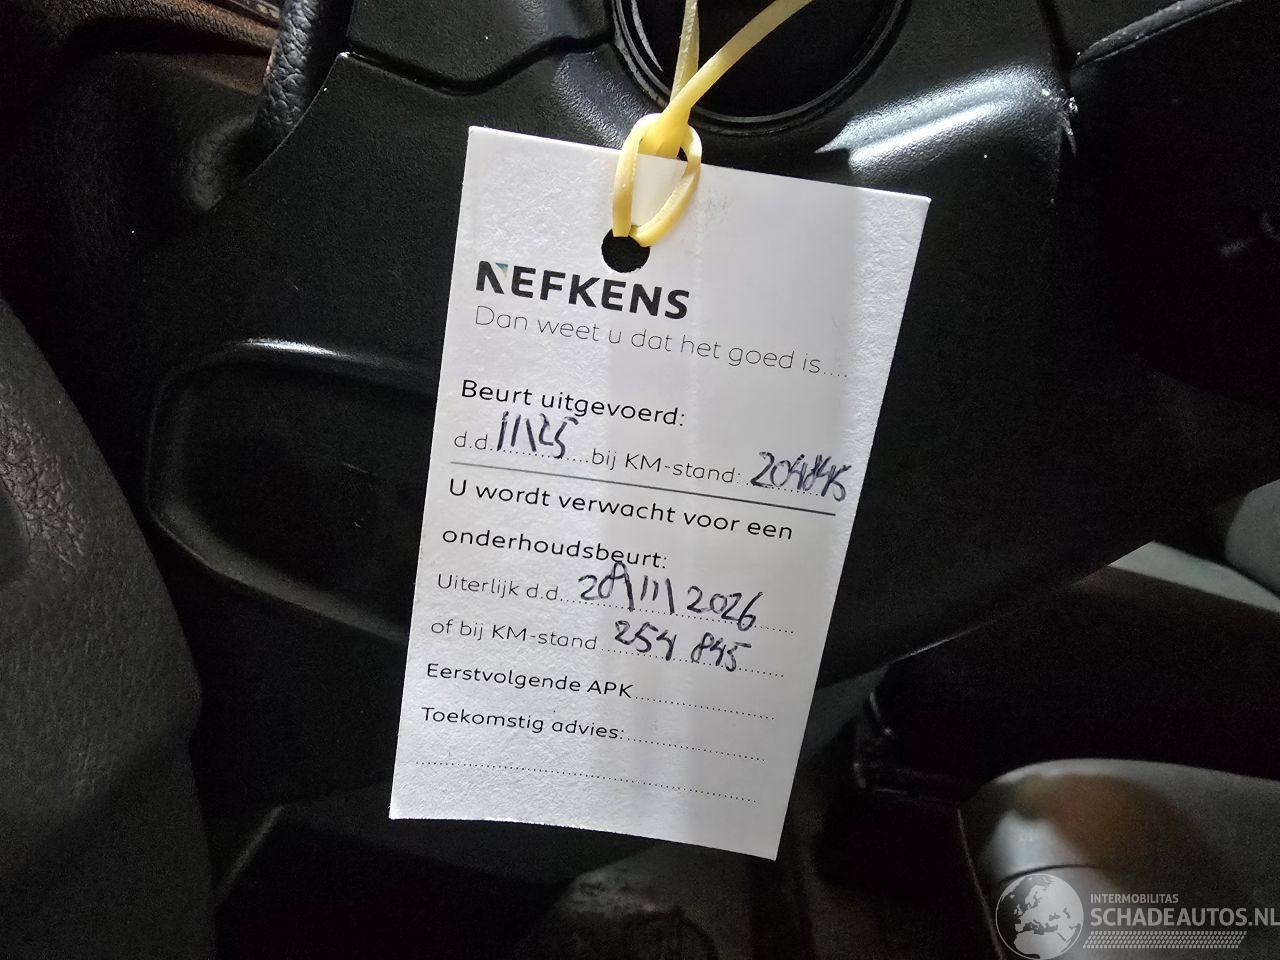 NEFKENS
Dan weet u dat het goed is....
Beurt uitgevoerd:
d.d. 11\25 bij KM-stand: 204845
U wordt verwacht voor een
onderhoudsbeurt:
Uiterlijk d.d. 28\11\2026
of bij KM-stand 254 845
Eerstvolgende APK
Toekomstig advies:
INTERMOBILITAS
SCHADEAUTOS.NL